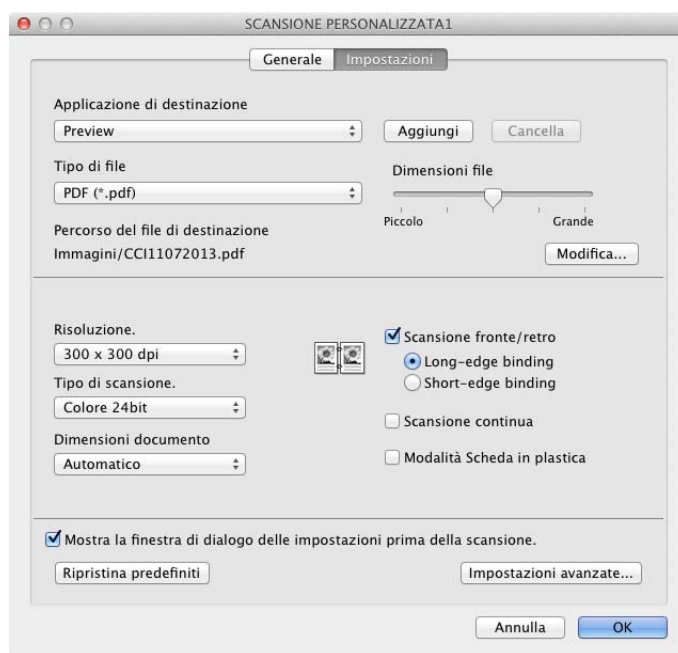 SCANSIONE PERSONALIZZATA1
Generale Impostazioni
Applicazione di destinazione
Preview Aggiungi Cancella
Tipo di file Dimensioni file
PDF (*.pdf)
Piccolo Grande
Percorso del file di destinazione
Immagini/CCI11072013.pdf Modifica...
Risoluzione. Scansione fronte/retro
300 x 300 dpi Long-edge binding
Tipo di scansione. Short-edge binding
Colore 24bit Scansione continua
Dimensioni documento
Automatico Modalità Scheda in plastica
Mostra la finestra di dialogo delle impostazioni prima della scansione.
Ripristina predefiniti Impostazioni avanzate...
Annulla OK